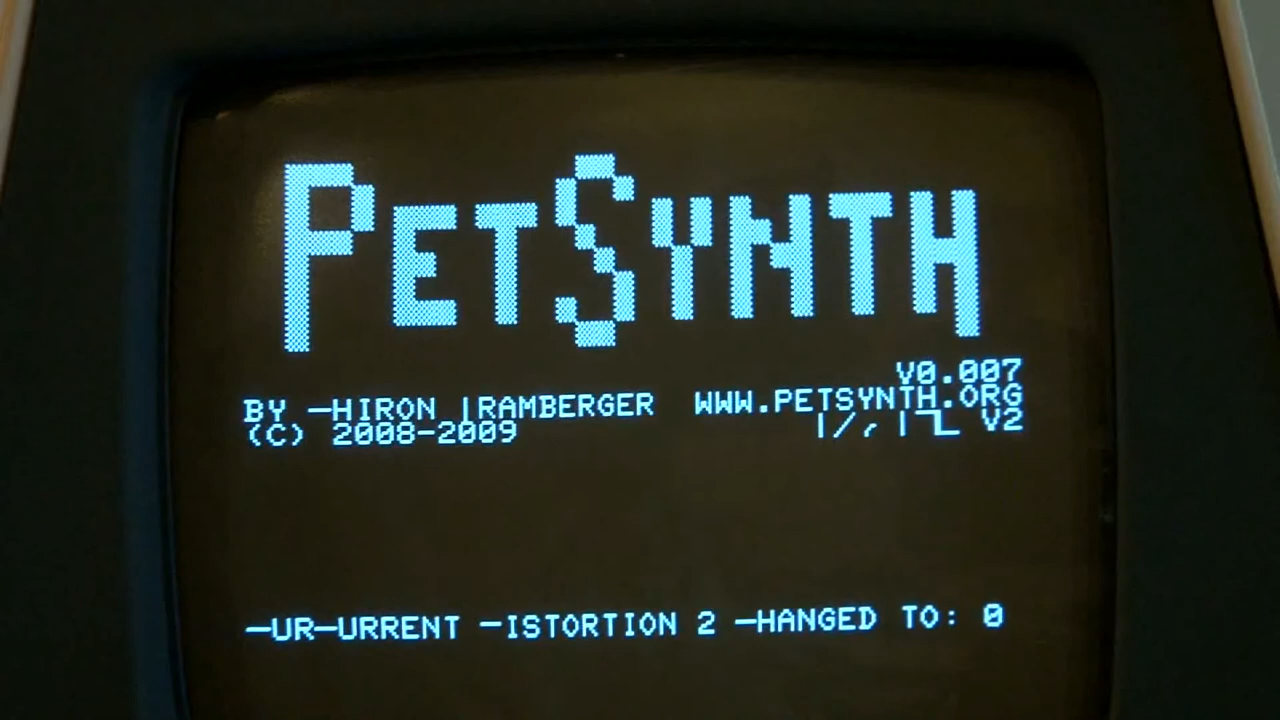 PETSYNTH
V0.007
BY ─HIRON |RAMBERGER WWW.PETSYNTH.ORG
(C) 2008-2009 V2
─UR─URRENT ─ISTORTION 2 ─HANGED TO: 0